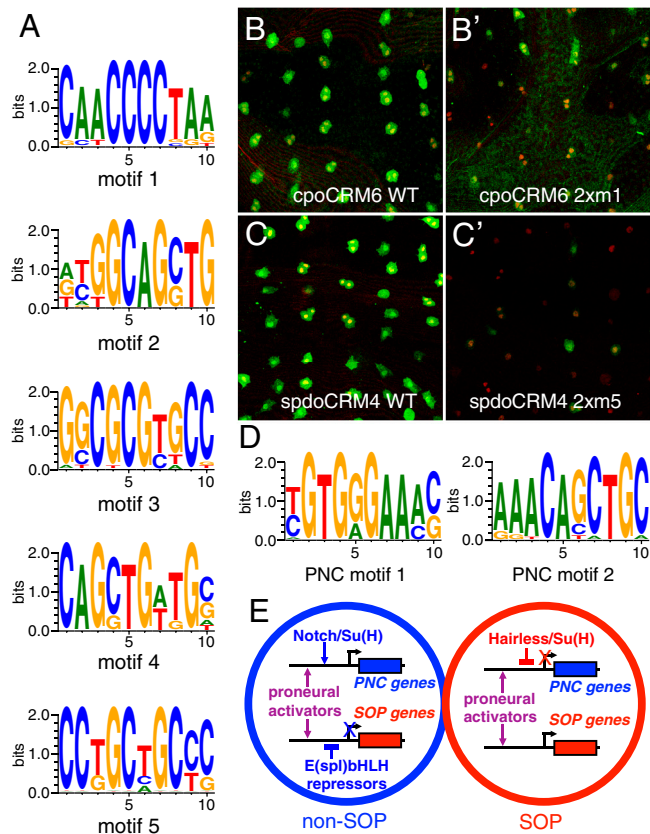 A
2.0
bits
1.0
0.0
5
10
motif 1
2.0
bits
1.0
0.0
5
10
motif 2
2.0
bits
1.0
0.0
5
10
motif 3
2.0
bits
1.0
0.0
5
10
motif 4
2.0
bits
1.0
0.0
5
10
motif 5
B
cpoCRM6 WT
B'
cpoCRM6 2xm1
C
spdoCRM4 WT
C'
spdoCRM4 2xm5
D
2.0
bits
1.0
0.0
5
10
PNC motif 1
2.0
1.0
0.0
5
10
PNC motif 2
E
Notch/Su(H)
PNC genes
proneural
activators
SOP genes
X
E(spl)bHLH
repressors
non-SOP
Hairless/Su(H)
X
PNC genes
proneural
activators
SOP genes
SOP